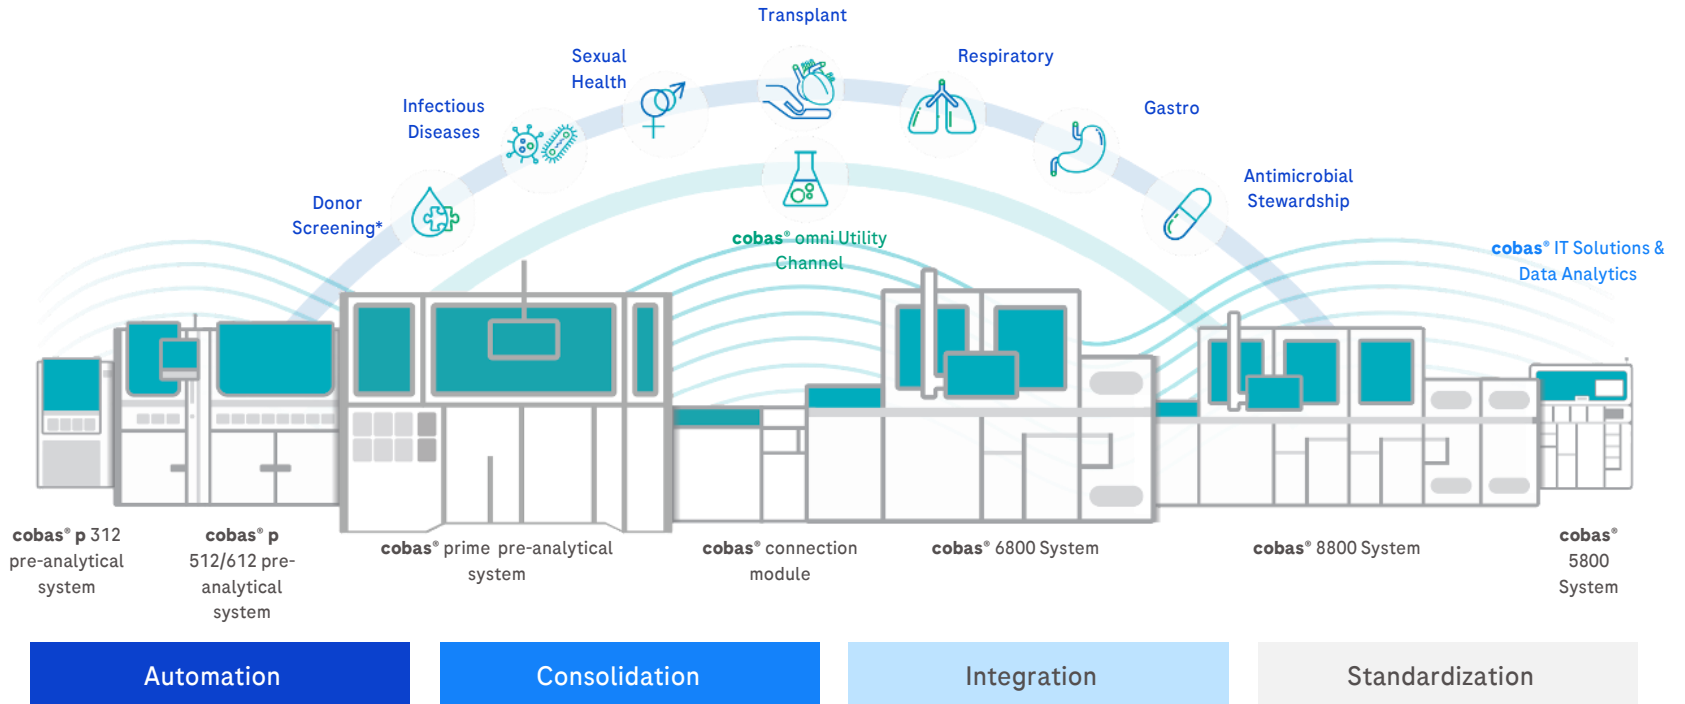 Transplant
Sexual
Health
Respiratory
Infectious
Diseases
Gastro
Donor
Screening*
Antimicrobial
Stewardship
cobas® omni Utility
Channel
cobas® IT Solutions &
Data Analytics
cobas® p 312
pre-analytical
system
cobas® p
512/612 pre-
analytical
system
cobas® prime pre-analytical
system
cobas® connection
module
cobas® 6800 System
cobas® 8800 System
cobas®
5800
System
Automation
Consolidation
Integration
Standardization